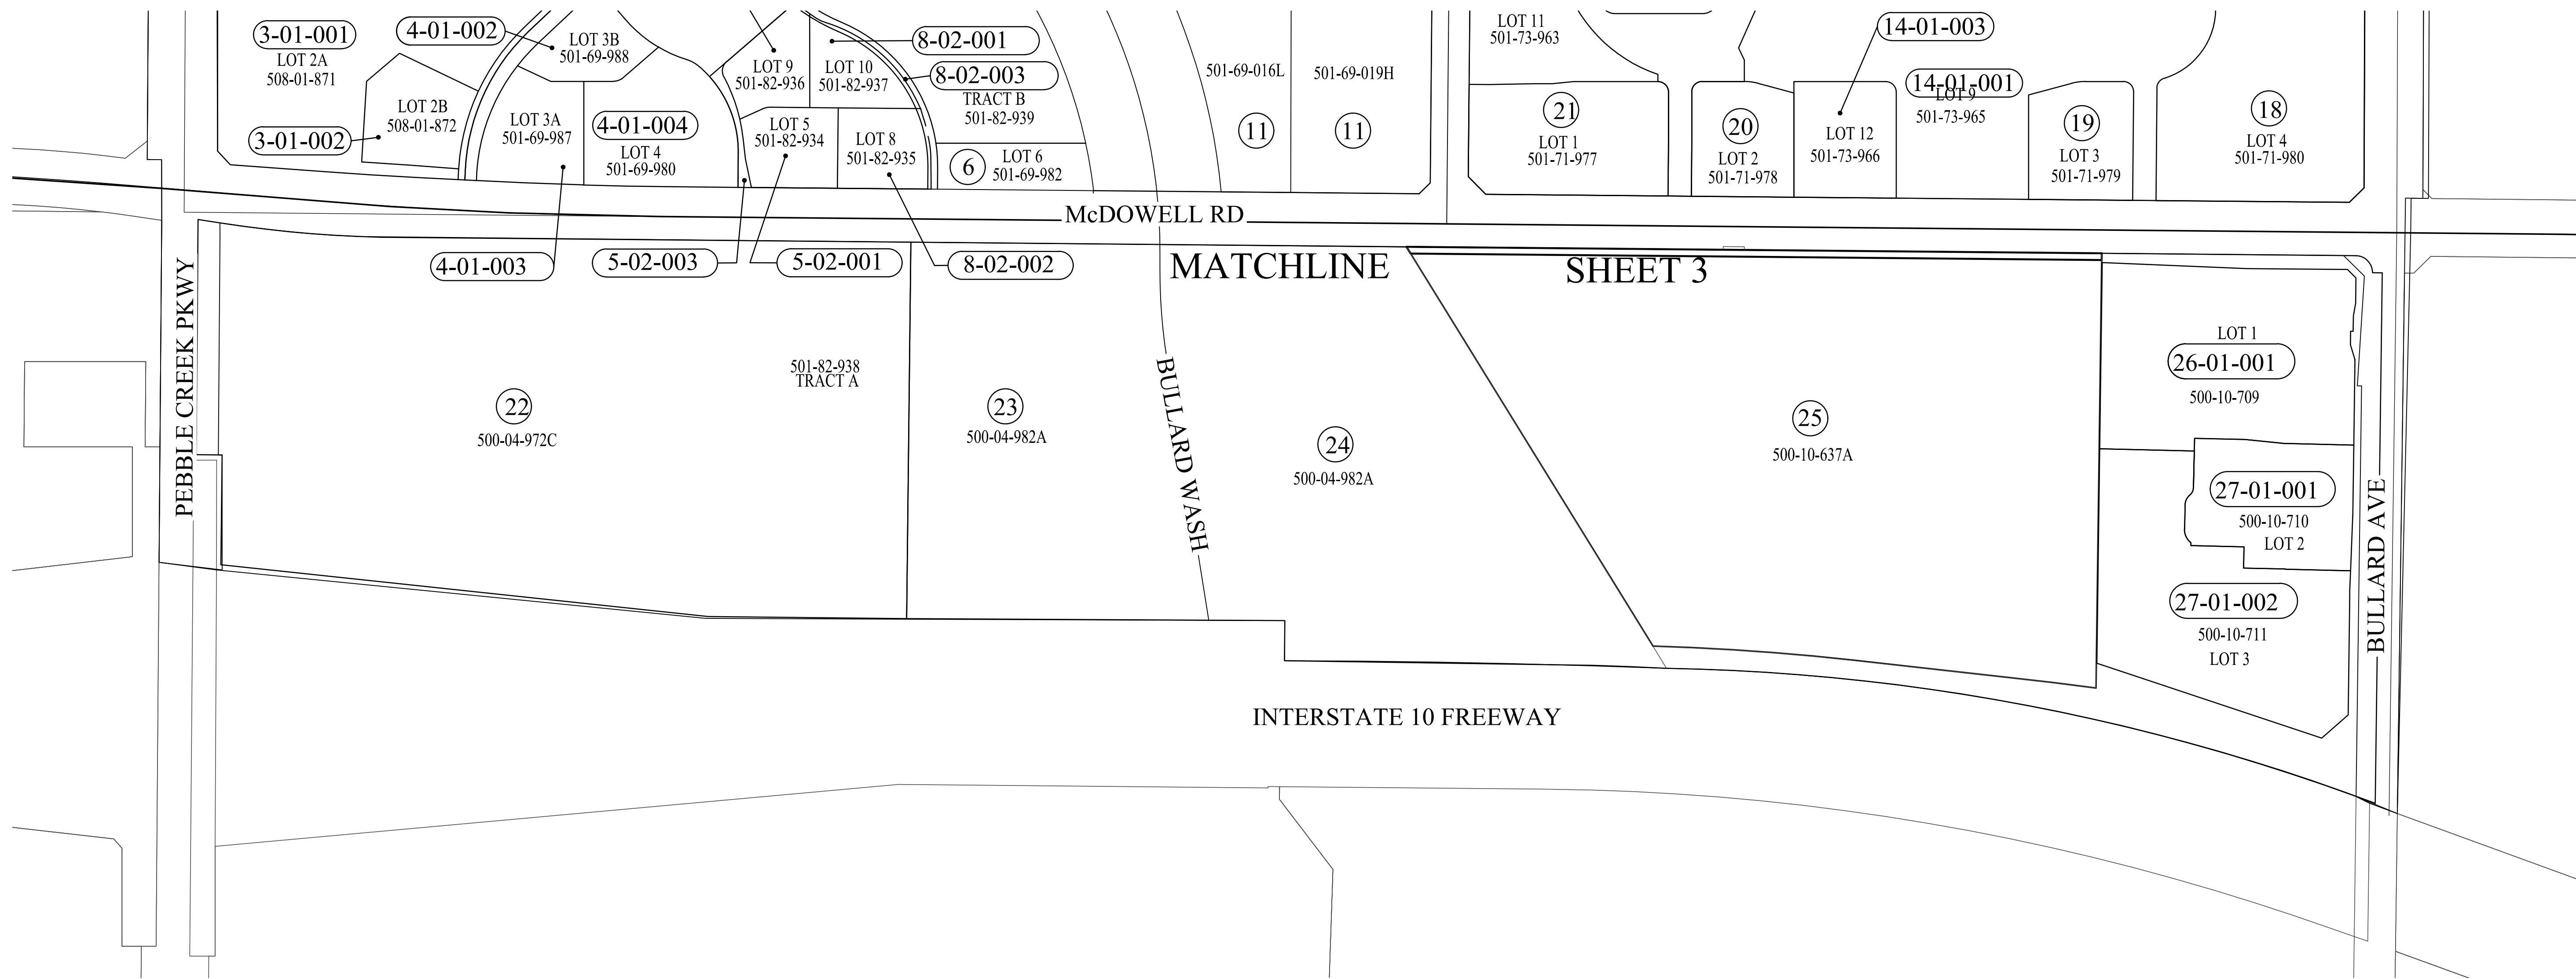 3-01-001
LOT 2A
508-01-871
4-01-002
LOT 3B
501-69-988
LOT 2B
508-01-872
3-01-002
LOT 3A
501-69-987
4-01-004
LOT 4
501-69-980
LOT 9
501-82-936
LOT 10
501-82-937
8-02-001
8-02-003
TRACT B
501-82-939
LOT 5
501-82-934
LOT 8
501-82-935
6
LOT 6
501-69-982
501-69-016L
11
501-69-019H
11
LOT 11
501-73-963
21
LOT 1
501-71-977
20
LOT 2
501-71-978
14-01-003
LOT 12
501-73-966
14-01-001
LOT 9
501-73-965
19
LOT 3
501-71-979
18
LOT 4
501-71-980
McDOWELL RD
4-01-003
5-02-003
5-02-001
8-02-002
MATCHLINE SHEET 3
PEBBLE CREEK PKWY
22
500-04-972C
501-82-938
TRACT A
23
500-04-982A
BULLARD WASH
24
500-04-982A
25
500-10-637A
LOT 1
26-01-001
500-10-709
27-01-001
500-10-710
LOT 2
27-01-002
500-10-711
LOT 3
BULLARD AVE
INTERSTATE 10 FREEWAY